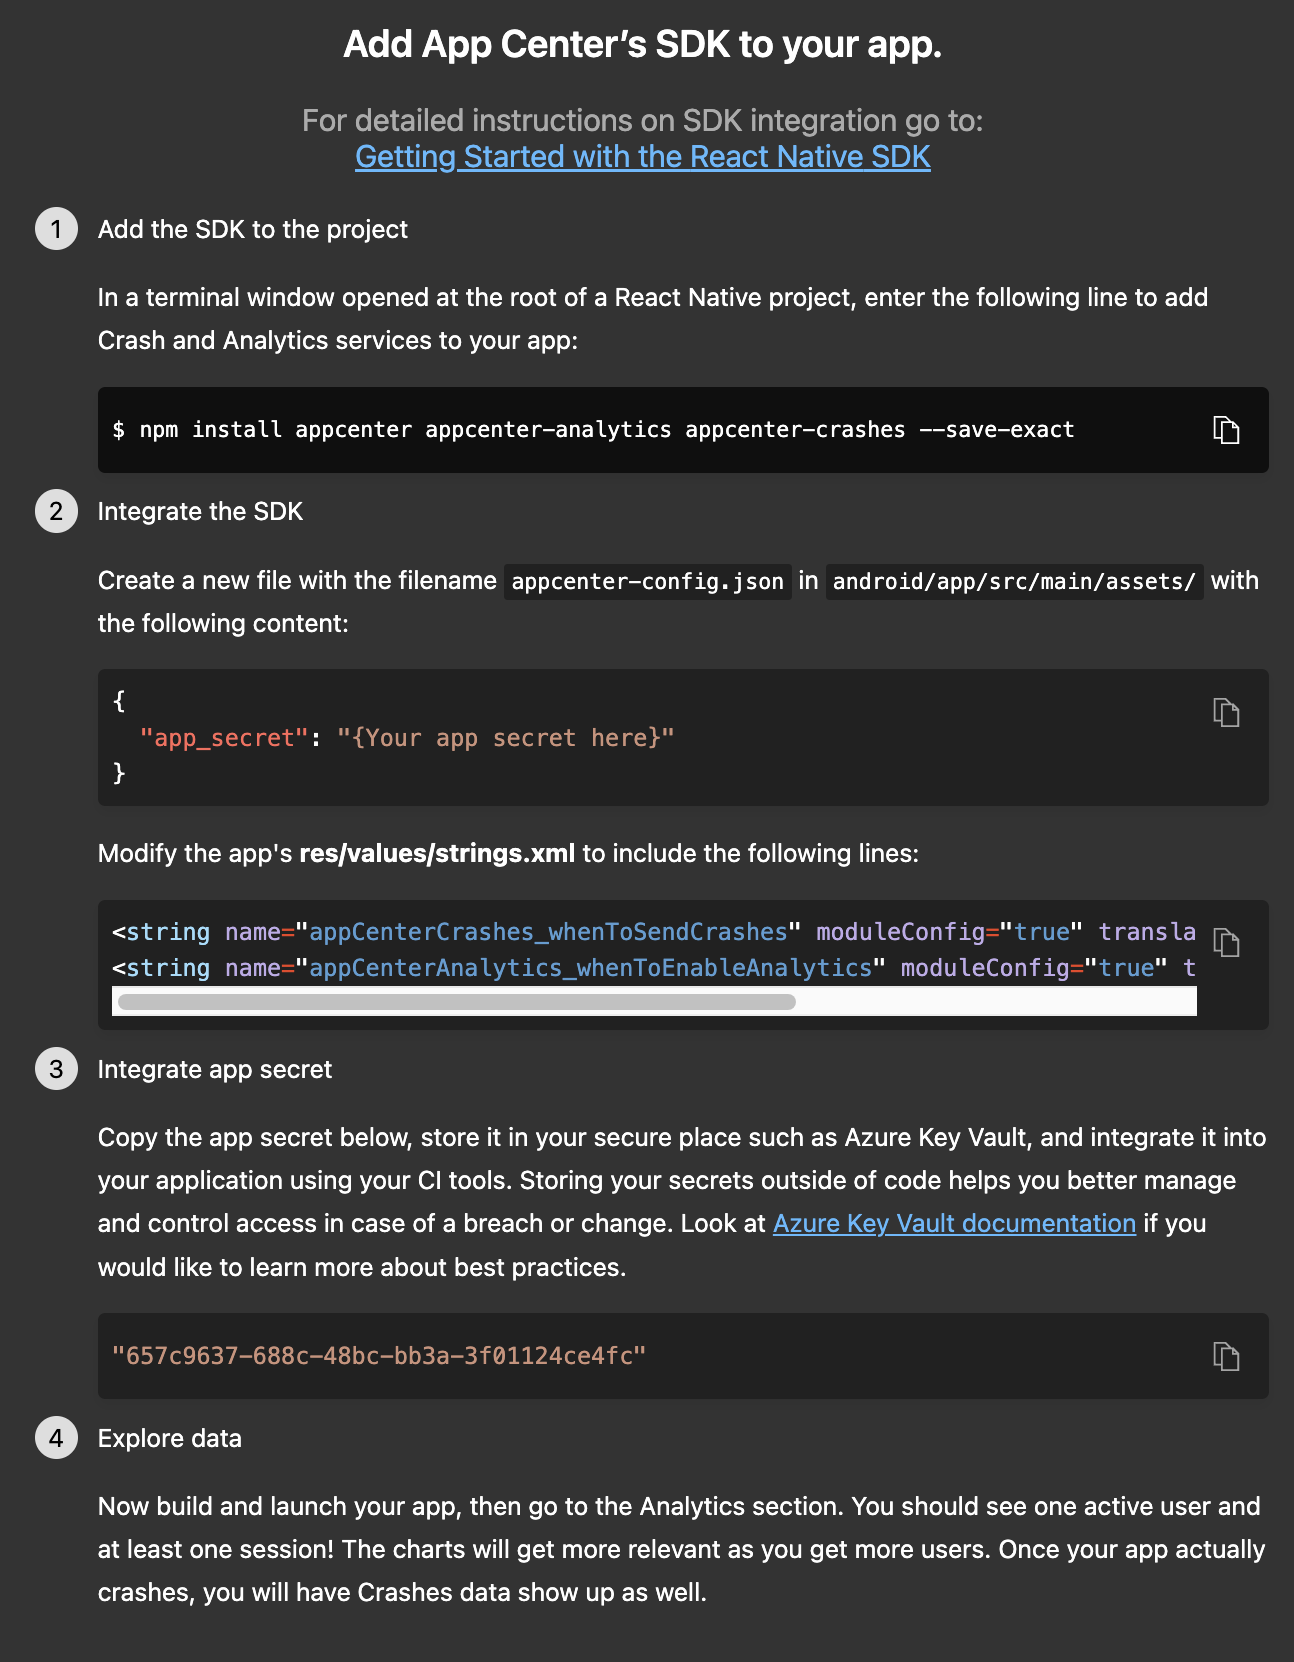 Add App Center’s SDK to your app.
For detailed instructions on SDK integration go to:
Getting Started with the React Native SDK
1 Add the SDK to the project
In a terminal window opened at the root of a React Native project, enter the following line to add
Crash and Analytics services to your app:
$ npm install appcenter appcenter-analytics appcenter-crashes --save-exact
2 Integrate the SDK
Create a new file with the filename appcenter-config.json in android/app/src/main/assets/ with
the following content:
{
"app_secret": "{Your app secret here}"
}
Modify the app's res/values/strings.xml to include the following lines:
<string name="appCenterCrashes_whenToSendCrashes" moduleConfig="true" transla
<string name="appCenterAnalytics_whenToEnableAnalytics" moduleConfig="true" t
3 Integrate app secret
Copy the app secret below, store it in your secure place such as Azure Key Vault, and integrate it into
your application using your CI tools. Storing your secrets outside of code helps you better manage
and control access in case of a breach or change. Look at Azure Key Vault documentation if you
would like to learn more about best practices.
"657c9637-688c-48bc-bb3a-3f01124ce4fc"
4 Explore data
Now build and launch your app, then go to the Analytics section. You should see one active user and
at least one session! The charts will get more relevant as you get more users. Once your app actually
crashes, you will have Crashes data show up as well.